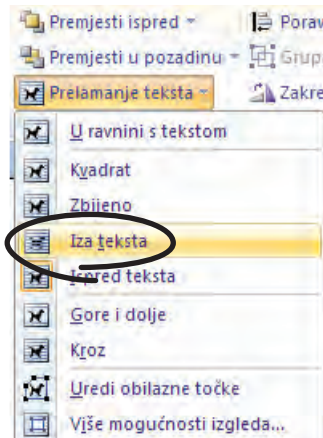 Premjesti ispred
Porav
Premjesti u pozadinu
Grup
Prelamanje teksta
Zakre
U ravnini s tekstom
Kvadrat
Zbijeno
Iza teksta
Ispred teksta
Gore i dolje
Kroz
Uredi obilazne točke
Više mogućnosti izgleda...